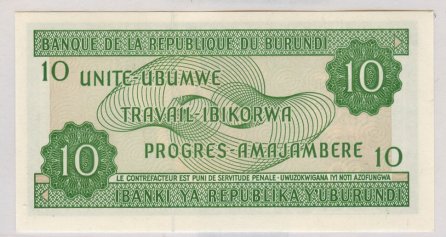 BANQUE DE LA REPUBLIQUE DU BURUNDI
10 UNITE-UBUMWE 10
TRAVAIL-IBIKORWA
10 PROGRES-AMAJAMBERE 10
LE CONTREFACTEUR EST PUNI DE SERVITUDE PENALE-UWUZOKWIGANA IYI NOTI AZOFUNGWA
IBANKI YA REPUBLIKA Y'UBURUNDI